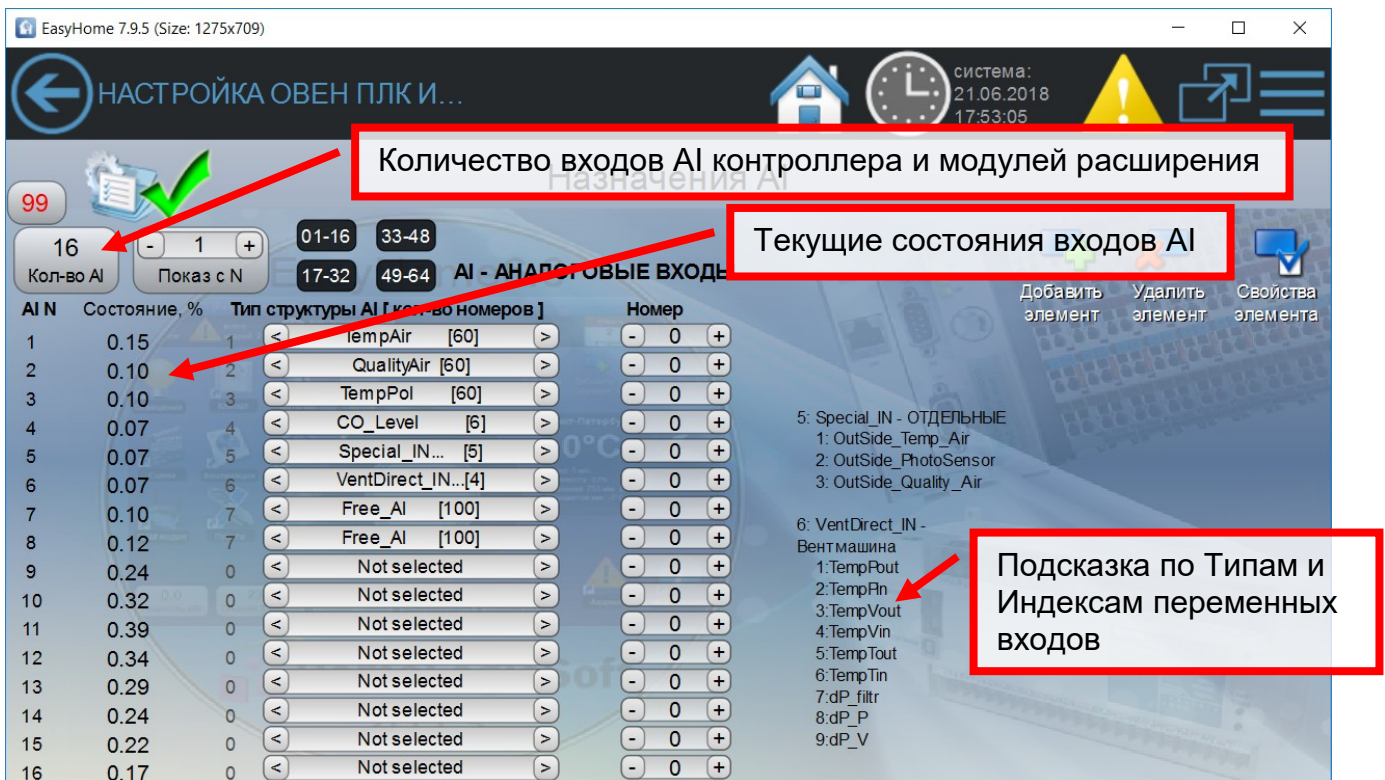 EasyHome 7.9.5 (Size: 1275x709)
НАСТРОЙКА ОВЕН ПЛК И...
система:
21.06.2018
17:53:05
Количество входов AI контроллера и модулей расширения
Назначения AI
99
16
Кол-во AI
- 1 +
Показ с N
01-16 33-48
17-32 49-64
AI - АНАЛОГОВЫЕ ВХОДЫ
Текущие состояния входов AI
Добавить элемент
Удалить элемент
Свойства элемента
AI N Состояние, % Тип структуры AI [ кол-во номеров ] Номер
1 0.15 1 < TempAir [60] > - 0 +
2 0.10 2 < QualityAir [60] > - 0 +
3 0.10 3 < TempPol [60] > - 0 +
4 0.07 4 < CO_Level [6] > - 0 +
5 0.07 5 < Special_IN... [5] > - 0 +
6 0.07 6 < VentDirect_IN...[4] > - 0 +
7 0.10 7 < Free_AI [100] > - 0 +
8 0.12 7 < Free_AI [100] > - 0 +
9 0.24 0 < Not selected > - 0 +
10 0.32 0 < Not selected > - 0 +
11 0.39 0 < Not selected > - 0 +
12 0.34 0 < Not selected > - 0 +
13 0.29 0 < Not selected > - 0 +
14 0.24 0 < Not selected > - 0 +
15 0.22 0 < Not selected > - 0 +
16 0.17 0 < Not selected > - 0 +
5: Special_IN - ОТДЕЛЬНЫЕ
1: OutSide_Temp_Air
2: OutSide_PhotoSensor
3: OutSide_Quality_Air
6: VentDirect_IN -
Вентмашина
1:TempPout
2:TempPin
3:TempVout
4:TempVin
5:TempTout
6:TempTin
7:dP_filtr
8:dP_P
9:dP_V
Подсказка по Типам и
Индексам переменных
входов